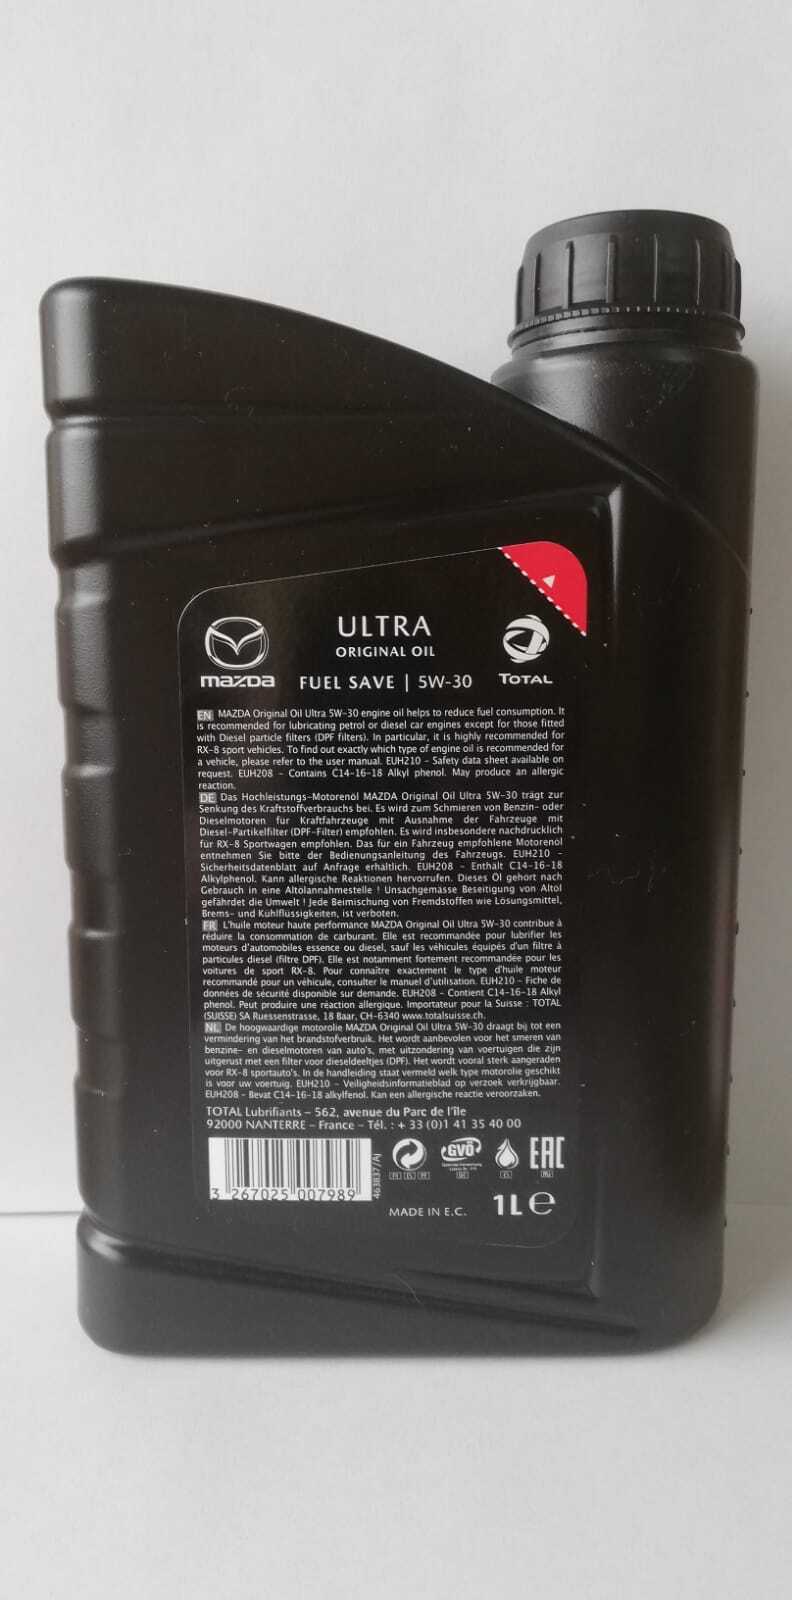 ULTRA
ORIGINAL OIL
mazda
FUEL SAVE | 5W-30
TOTAL
EN MAZDA Original Oil Ultra 5W-30 engine oil helps to reduce fuel consumption. It
is recommended for lubricating petrol or diesel car engines except for those fitted
with Diesel particle filters (DPF filters). In particular, it is highly recommended for
RX-8 sport vehicles. To find out exactly which type of engine oil is recommended for
a vehicle, please refer to the user manual. EUH210 - Safety data sheet available on
request. EUH208 - Contains C14-16-18 Alkyl phenol. May produce an allergic
reaction.
DE Das Hochleistungs-Motorenöl MAZDA Original Oil Ultra 5W-30 trägt zur
Senkung des Kraftstoffverbrauchs bei. Es wird zum Schmieren von Benzin- oder
Dieselmotoren für Kraftfahrzeuge mit Ausnahme der Fahrzeuge mit
Diesel-Partikelfilter (DPF-Filter) empfohlen. Es wird insbesondere nachdrucklich
für RX-8 Sportwagen empfohlen. Das für ein Fahrzeug empfohlene Motorenöl
entnehmen Sie bitte der Bedienungsanleitung des Fahrzeugs. EUH210 -
Sicherheitsdatenblatt auf Anfrage erhältlich. EUH208 - Enthält C14-16-18
Alkylphenol. Kann allergische Reaktionen hervorrufen. Dieses Öl gehort nach
Gebrauch in eine Altölannahmestelle ! Unsachgemässe Beseitigung von Altöl
gefährdet die Umwelt ! Jede Beimischung von Fremdstoffen wie Lösungsmittel,
Brems- und Kühlflüssigkeiten, ist verboten.
FR L'huile moteur haute performance MAZDA Original Oil Ultra 5W-30 contribue à
réduire la consommation de carburant. Elle est recommandée pour lubrifier les
moteurs d'automobiles essence ou diesel, sauf les véhicules équipés d'un filtre à
particules diesel (filtre DPF). Elle est notamment fortement recommandée pour les
voitures de sport RX-8. Pour connaître exactement le type d'huile moteur
recommandé pour un véhicule, consulter le manuel d'utilisation. EUH210 - Fiche de
données de sécurité disponible sur demande. EUH208 - Contient C14-16-18 Alkyl
phenol. Peut produire une réaction allergique. Importateur pour la Suisse : TOTAL
(SUISSE) SA Ruessenstrasse, 18 Baar, CH-6340 www.totalsuisse.ch.
NL De hoogwaardige motorolie MAZDA Original Oil Ultra 5W-30 draagt bij tot een
vermindering van het brandstofverbruik. Het wordt aanbevolen voor het smeren van
benzine- en dieselmotoren van auto's, met uitzondering van voertuigen die zijn
uitgerust met een filter voor dieseldeeltjes (DPF). Het wordt vooral sterk aangeraden
voor RX-8 sportauto's. In de handleiding staat vermeld welk type motorolie geschikt
is voor uw voertuig. EUH210 - Veiligheidsinformatieblad op verzoek verkrijgbaar.
EUH208 - Bevat C14-16-18 alkylfenol. Kan een allergische reactie veroorzaken.
TOTAL Lubrifiants – 562, avenue du Parc de l'île
92000 NANTERRE – France – Tél. : + 33 (0)1 41 35 40 00
GVÖ
EAC
3 267025 007989
463837/AJ
MADE IN E.C.
1L e